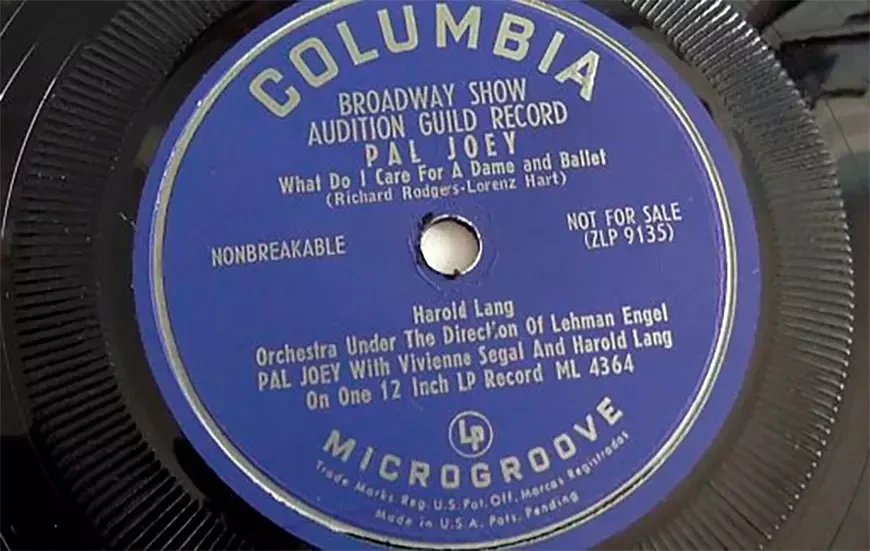 COLUMBIA
BROADWAY SHOW
AUDITION GUILD RECORD
PAL JOEY
What Do I Care For A Dame and Ballet
(Richard Rodgers-Lorenz Hart)
NONBREAKABLE
NOT FOR SALE
(ZLP 9135)
Harold Lang
Orchestra Under The Direction Of Lehman Engel
PAL JOEY With Vivienne Segal And Harold Lang
On One 12 Inch LP Record ML 4364
Lp
MICROGROOVE
Trade Marks Reg. U.S. Pat. Off. Marcas Registradas
Made in U.S.A. Pats. Pending